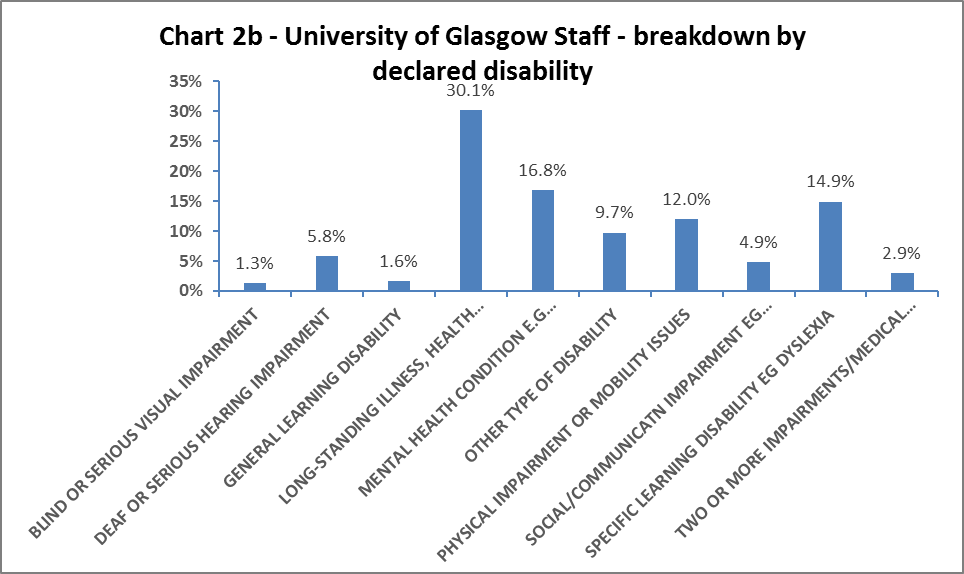 Chart 2b - University of Glasgow Staff - breakdown by
declared disability
35%
30%
25%
20%
15%
10%
5%
0%
1.3%
5.8%
1.6%
30.1%
16.8%
9.7%
12.0%
4.9%
14.9%
2.9%
BLIND OR SERIOUS VISUAL IMPAIRMENT
DEAF OR SERIOUS HEARING IMPAIRMENT
GENERAL LEARNING DISABILITY
LONG-STANDING ILLNESS, HEALTH...
MENTAL HEALTH CONDITION E.G...
OTHER TYPE OF DISABILITY
PHYSICAL IMPAIRMENT OR MOBILITY ISSUES
SOCIAL/COMMUNICATN IMPAIRMENT EG...
SPECIFIC LEARNING DISABILITY EG DYSLEXIA
TWO OR MORE IMPAIRMENTS/MEDICAL...